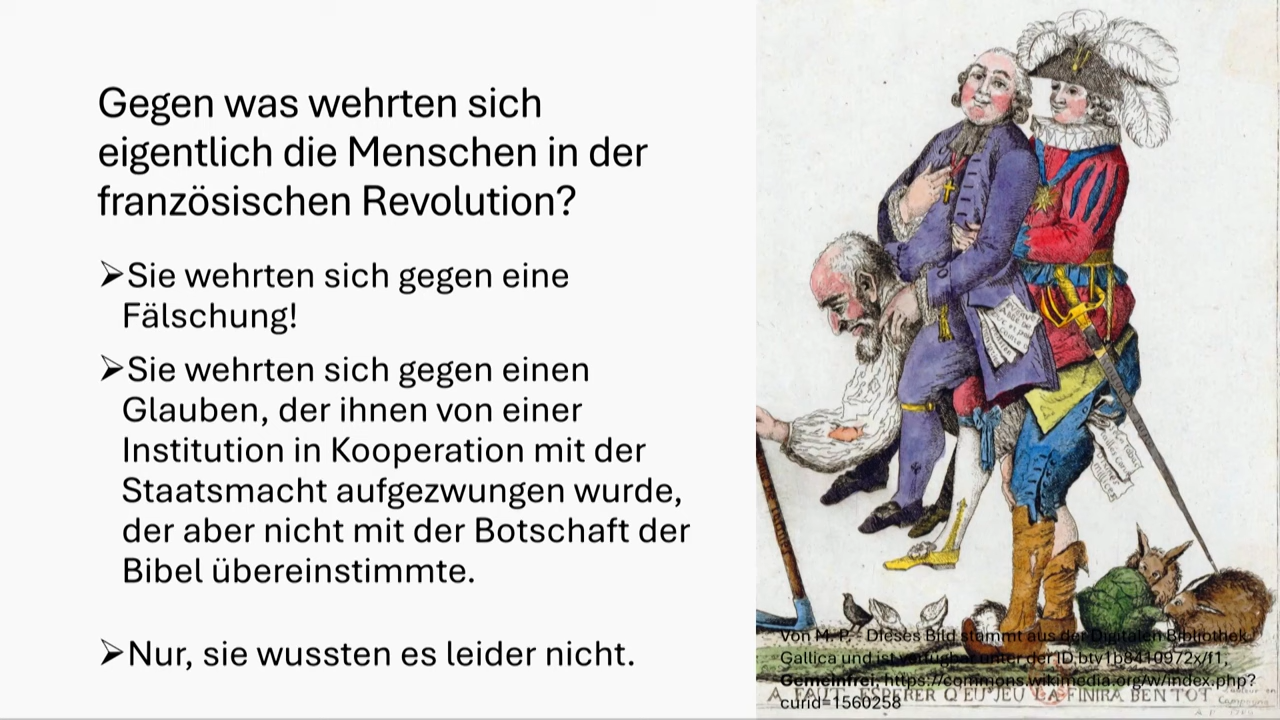 Gegen was wehrten sich
eigentlich die Menschen in der
französischen Revolution?
➢Sie wehrten sich gegen eine
Fälschung!
➢Sie wehrten sich gegen einen
Glauben, der ihnen von einer
Institution in Kooperation mit der
Staatsmacht aufgezwungen wurde,
der aber nicht mit der Botschaft der
Bibel übereinstimmte.
➢Nur, sie wussten es leider nicht.
Von M. P. - Dieses Bild stammt aus der Digitalen Bibliothek
Gallica und ist verfügbar unter der ID btv1b8410972x/f1,
Gemeinfrei, https://commons.wikimedia.org/w/index.php?
curid=1560258
A FAUT ESPERER Q'EU'JEU LA FINIRA BENTOT